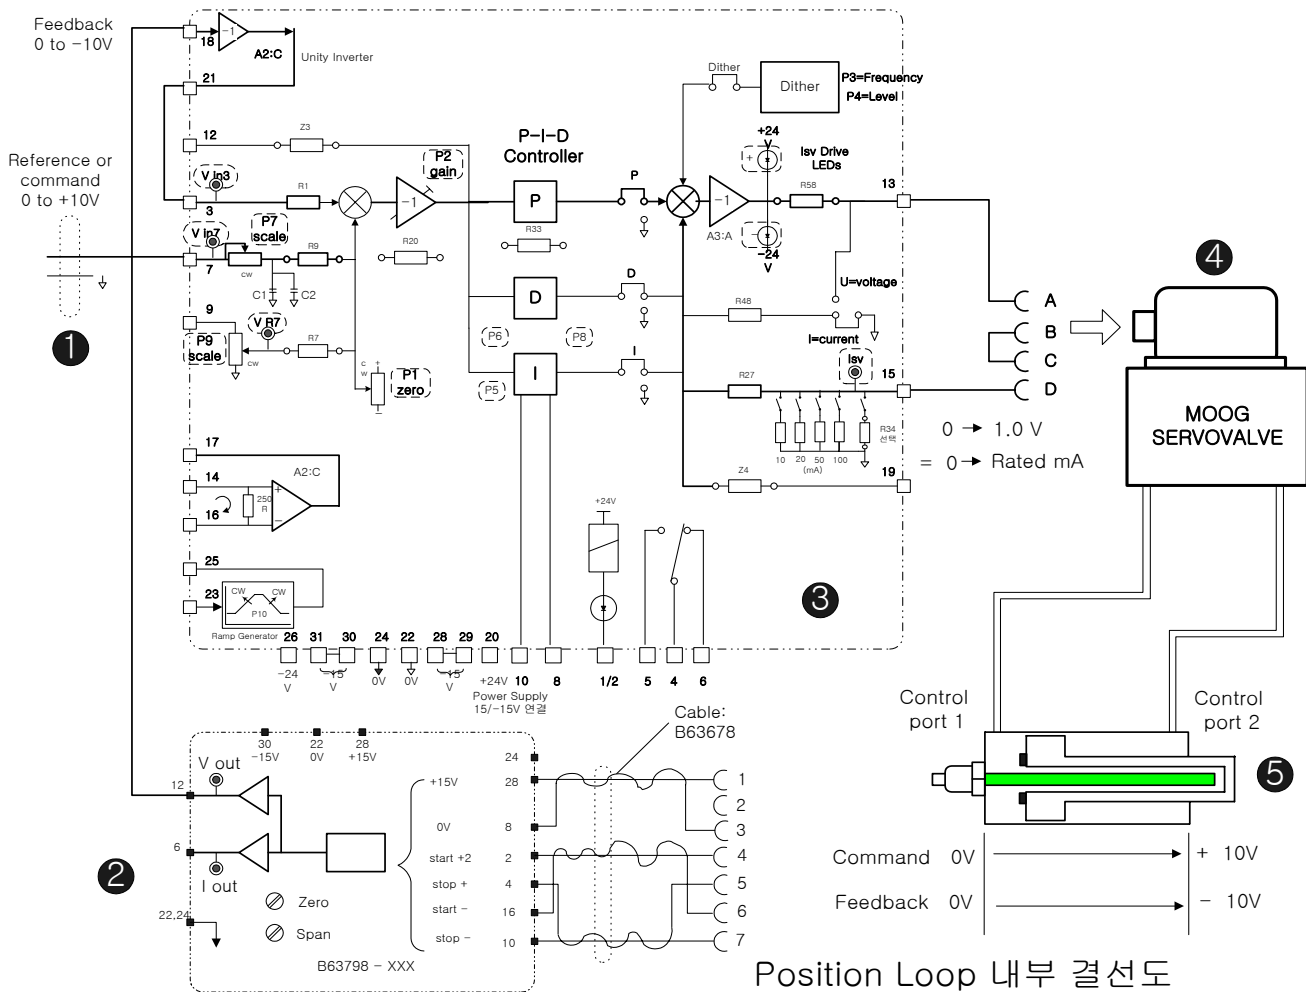 Feedback
0 to -10V
18
-1
A2:C
Unity Inverter
21
12
Z3
Reference or
command
0 to +10V
V in3
3
R1
P2
gain
-1
P-I-D
Controller
P
P
R33
R20
V in7
7
P7
scale
cw
R9
C1
C2
D
D
9
P9
scale
cw
V R7
R7
P6
P8
I
I
P5
c
w
+
−
P1
zero
Dither
Dither
P3=Frequency
P4=Level
+24
V
+
-1
A3:A
−
-24
V
Isv Drive
LEDs
R58
13
U=voltage
R48
I=current
Isv
R27
15
R34
선택
10
20
50
100
(mA)
Z4
19
0 → 1.0 V
= 0 → Rated mA
A
B
C
D
4
MOOG
SERVOVALVE
1
17
14
16
250
R
+
−
A2:C
25
23
CW
CW
P10
Ramp Generator
+24V
3
26
31
30
24
22
28
29
20
10
8
1/2
5
4
6
-24
V
-15
V
0V
0V
15
V
+24V
Power Supply
15/-15V 연결
Cable:
B63678
30
-15V
22
0V
28
+15V
V out
12
6
I out
22,24
2
Zero
Span
B63798 - XXX
24
+15V
28
0V
8
start +2
2
stop +
4
start -
16
stop -
10
1
2
3
4
5
6
7
Control
port 1
Control
port 2
5
Command 0V
+ 10V
Feedback 0V
- 10V
Position Loop 내부 결선도